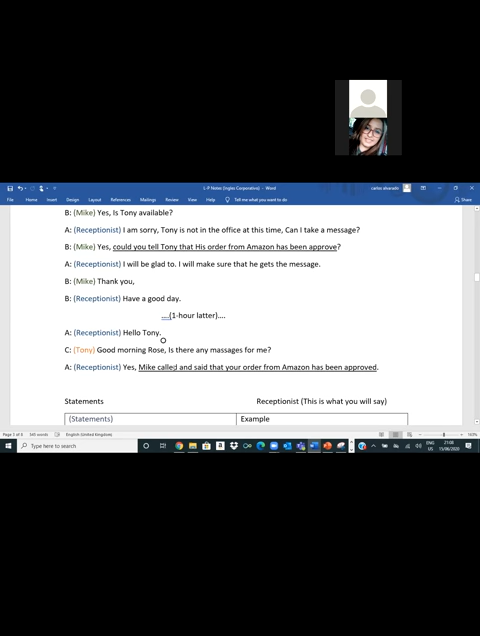 L-P Notes (Ingles Corporativo) - Word
carlos alvarado
File Home Insert Design Layout References Mailings Review View Help Tell me what you want to do Share
B: (Mike) Yes, Is Tony available?
A: (Receptionist) I am sorry, Tony is not in the office at this time, Can I take a message?
B: (Mike) Yes, could you tell Tony that His order from Amazon has been approve?
A: (Receptionist) I will be glad to. I will make sure that he gets the message.
B: (Mike) Thank you,
B: (Receptionist) Have a good day.
....(1-hour latter)....
A: (Receptionist) Hello Tony.
C: (Tony) Good morning Rose, Is there any massages for me?
A: (Receptionist) Yes, Mike called and said that your order from Amazon has been approved.
Statements Receptionist (This is what you will say)
(Statements) Example
English (United Kingdom)
Type here to search
ENG 21:00
15/06/2020